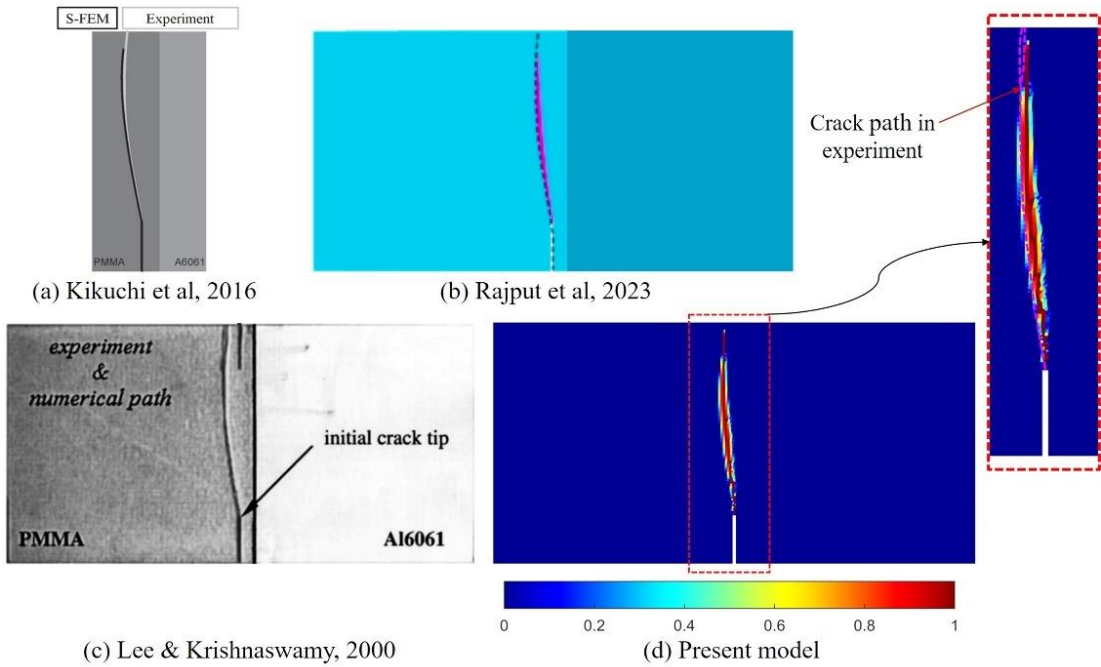 S-FEM
Experiment
PMMA
A6061
(a) Kikuchi et al, 2016
(b) Rajput et al, 2023
Crack path in
experiment
experiment
&
numerical path
initial crack tip
PMMA
Al6061
(c) Lee & Krishnaswamy, 2000
0 0.2 0.4 0.6 0.8 1
(d) Present model